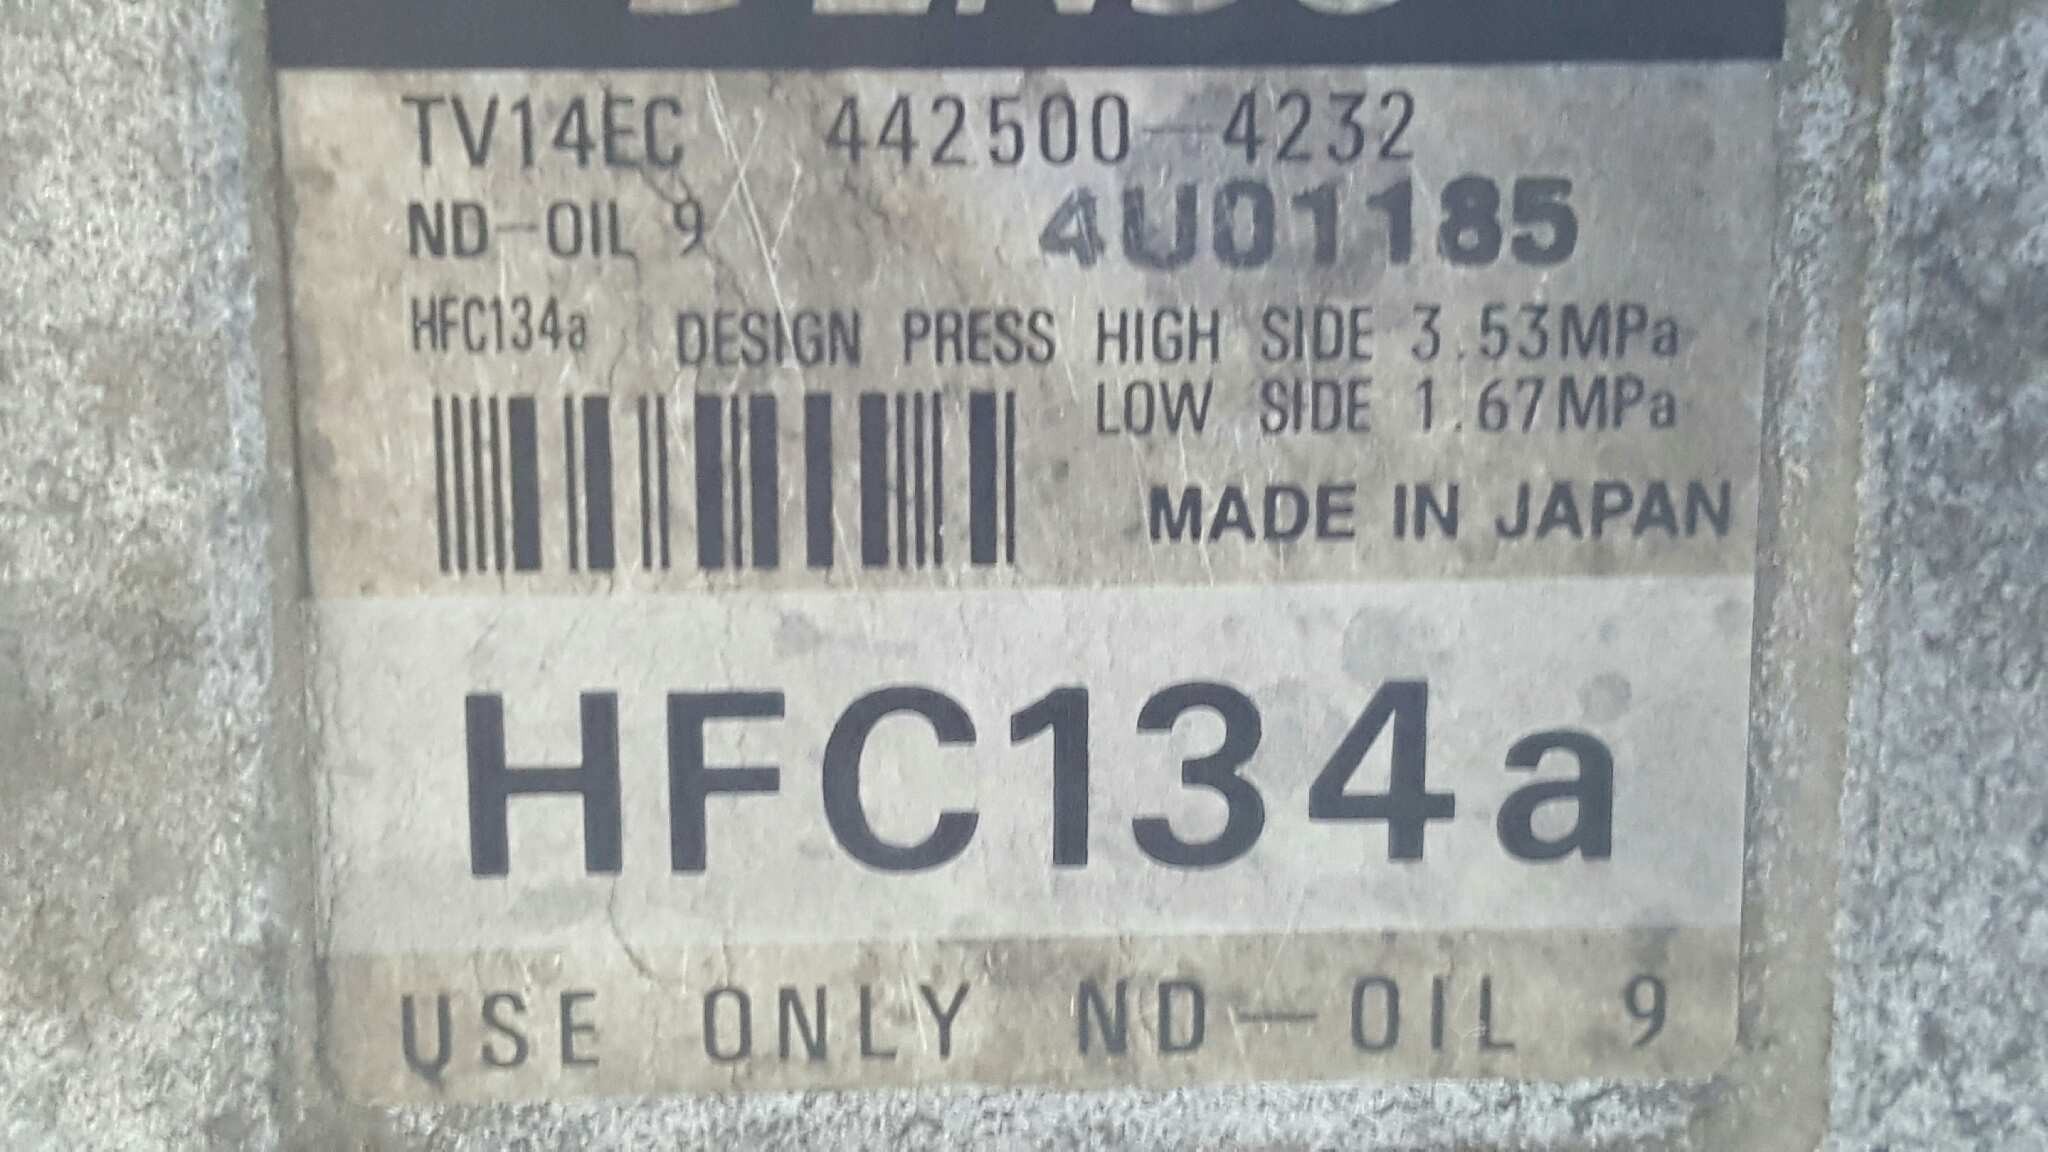 DENSO
TV14EC 442500-4232
ND-OIL 9 4U01185
HFC134a DESIGN PRESS HIGH SIDE 3.53MPa
LOW SIDE 1.67MPa
MADE IN JAPAN
HFC134a
USE ONLY ND-OIL 9